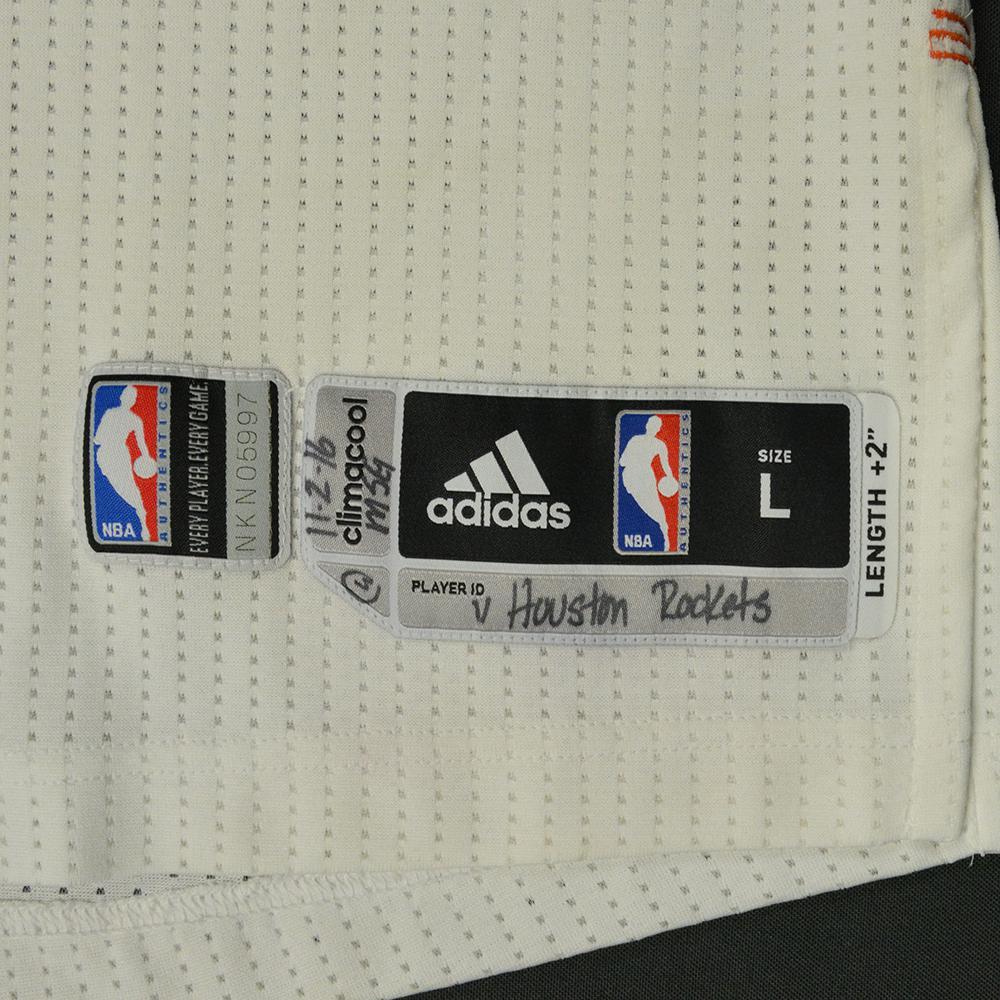 NBA
AUTHENTICS
EVERY PLAYER. EVERY GAME.
NKN05997
11-2-16
climacool
MSG
adidas
NBA
AUTHENTICS
SIZE
L
LENGTH +2"
PLAYER ID
v Houston Rockets